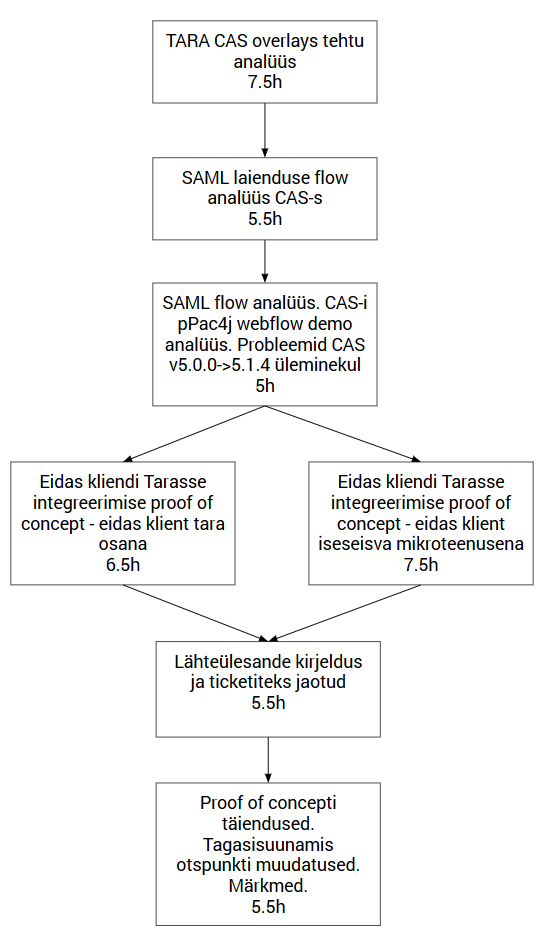 TARA CAS overlays tehtu
analüüs
7.5h
SAML laienduse flow
analüüs CAS-s
5.5h
SAML flow analüüs. CAS-i
pPac4j webflow demo
analüüs. Probleemid CAS
v5.0.0->5.1.4 üleminekul
5h
Eidas kliendi Tarasse
integreerimise proof of
concept - eidas klient tara
osana
6.5h
Eidas kliendi Tarasse
integreerimise proof of
concept - eidas klient
iseseisva mikroteenusena
7.5h
Lähteülesande kirjeldus
ja ticketiteks jaotud
5.5h
Proof of concepti
täiendused.
Tagasisuunamis
otspunkti muudatused.
Märkmed.
5.5h